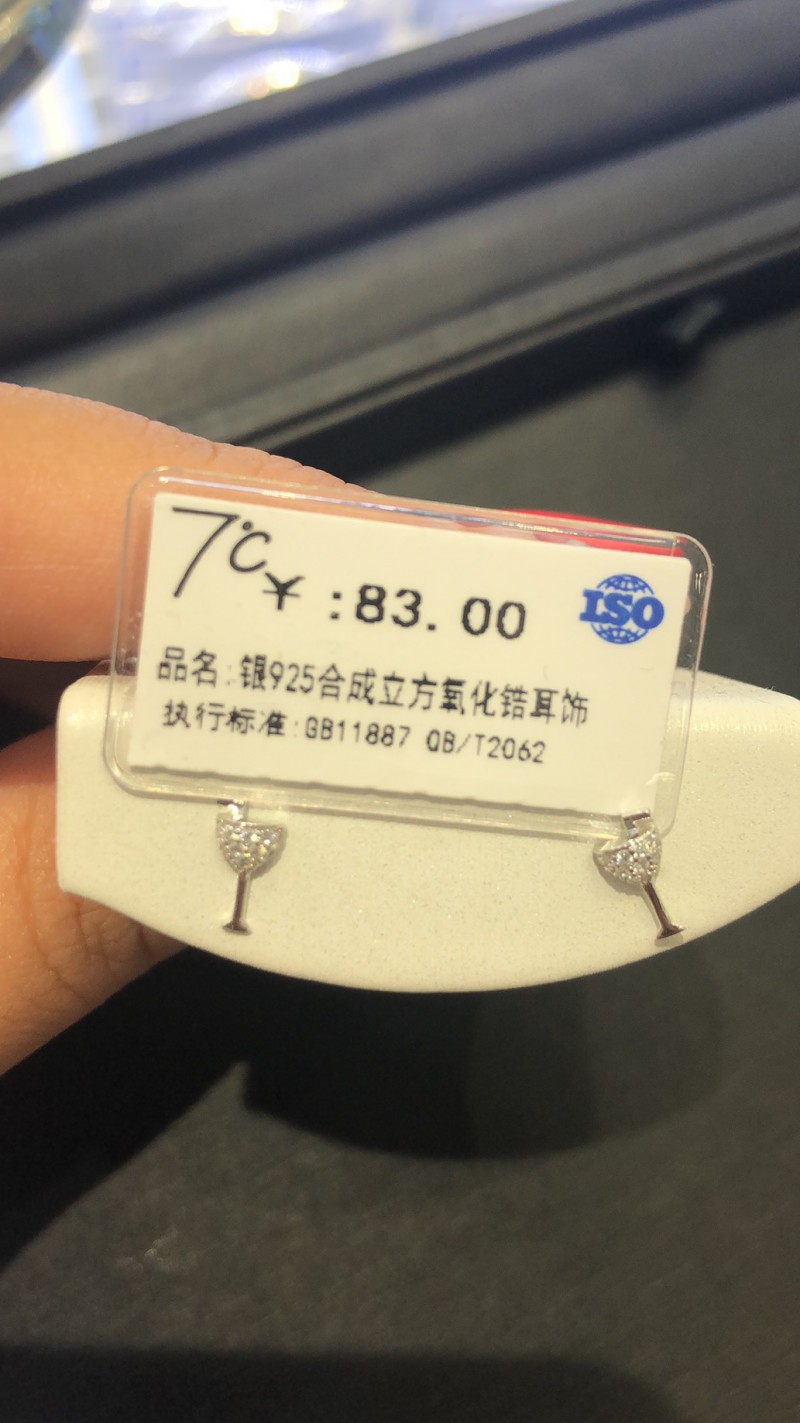 7℃
¥:83.00
ISO
品名:银925合成立方氧化锆耳饰
执行标准:GB11887 QB/T2062